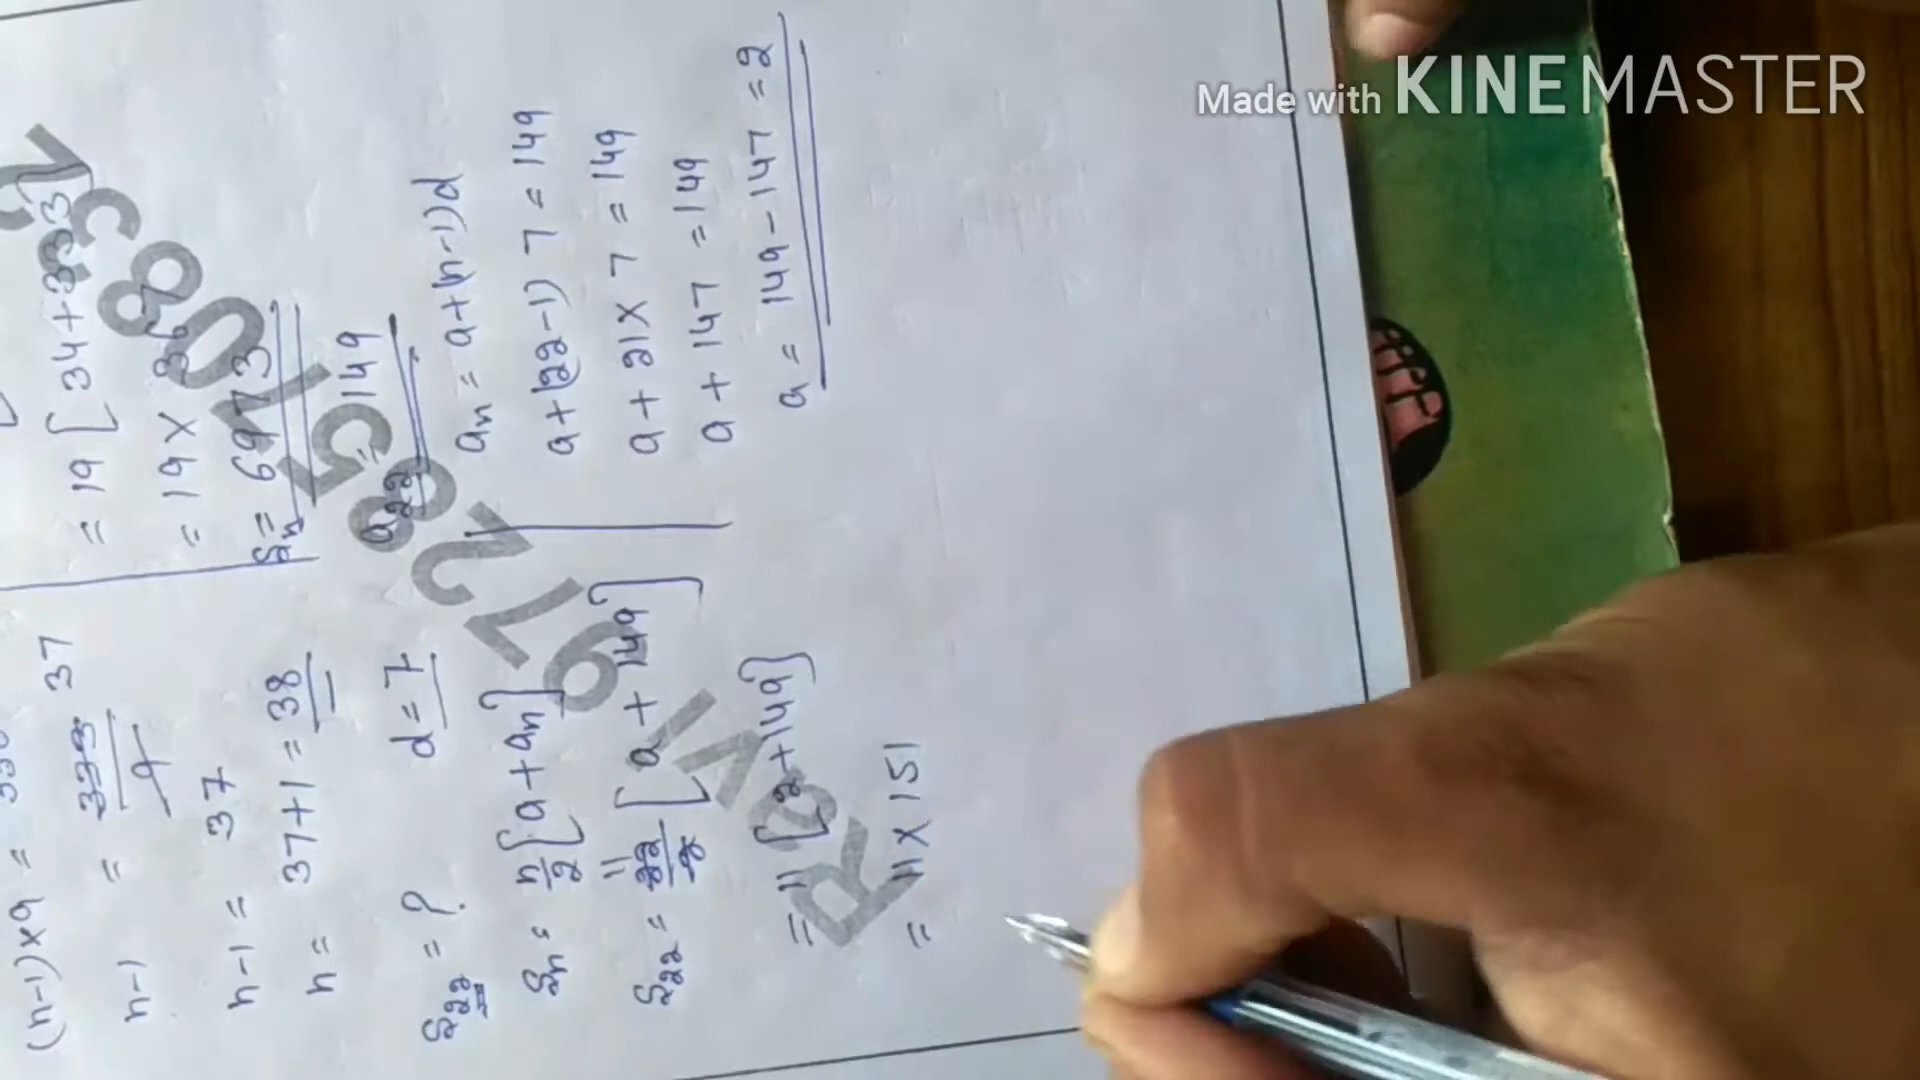 Made with KINEMASTER
(n-1)×9 =
n-1 = 333/9 37
n-1 = 37
n = 37+1 = 38
= 19 [34+333
= 19 ×
Sn = 6973
S22 = ? d = 7 a22 = 149
Sn = n/2 [a+an]
S22 = 22/2 11 [a+149]
= 11 [2+149]
= 11 × 151
an = a+(n-1)d
a+(22-1) 7 = 149
a + 21 × 7 = 149
a + 147 = 149
a = 149 - 147 = 2